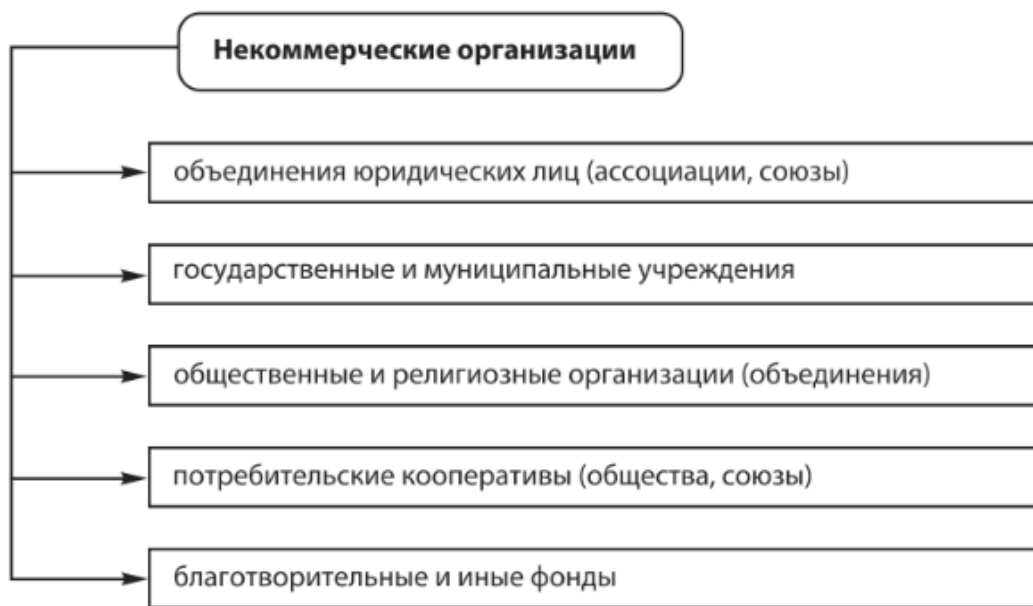 Некоммерческие организации
объединения юридических лиц (ассоциации, союзы)
государственные и муниципальные учреждения
общественные и религиозные организации (объединения)
потребительские кооперативы (общества, союзы)
благотворительные и иные фонды